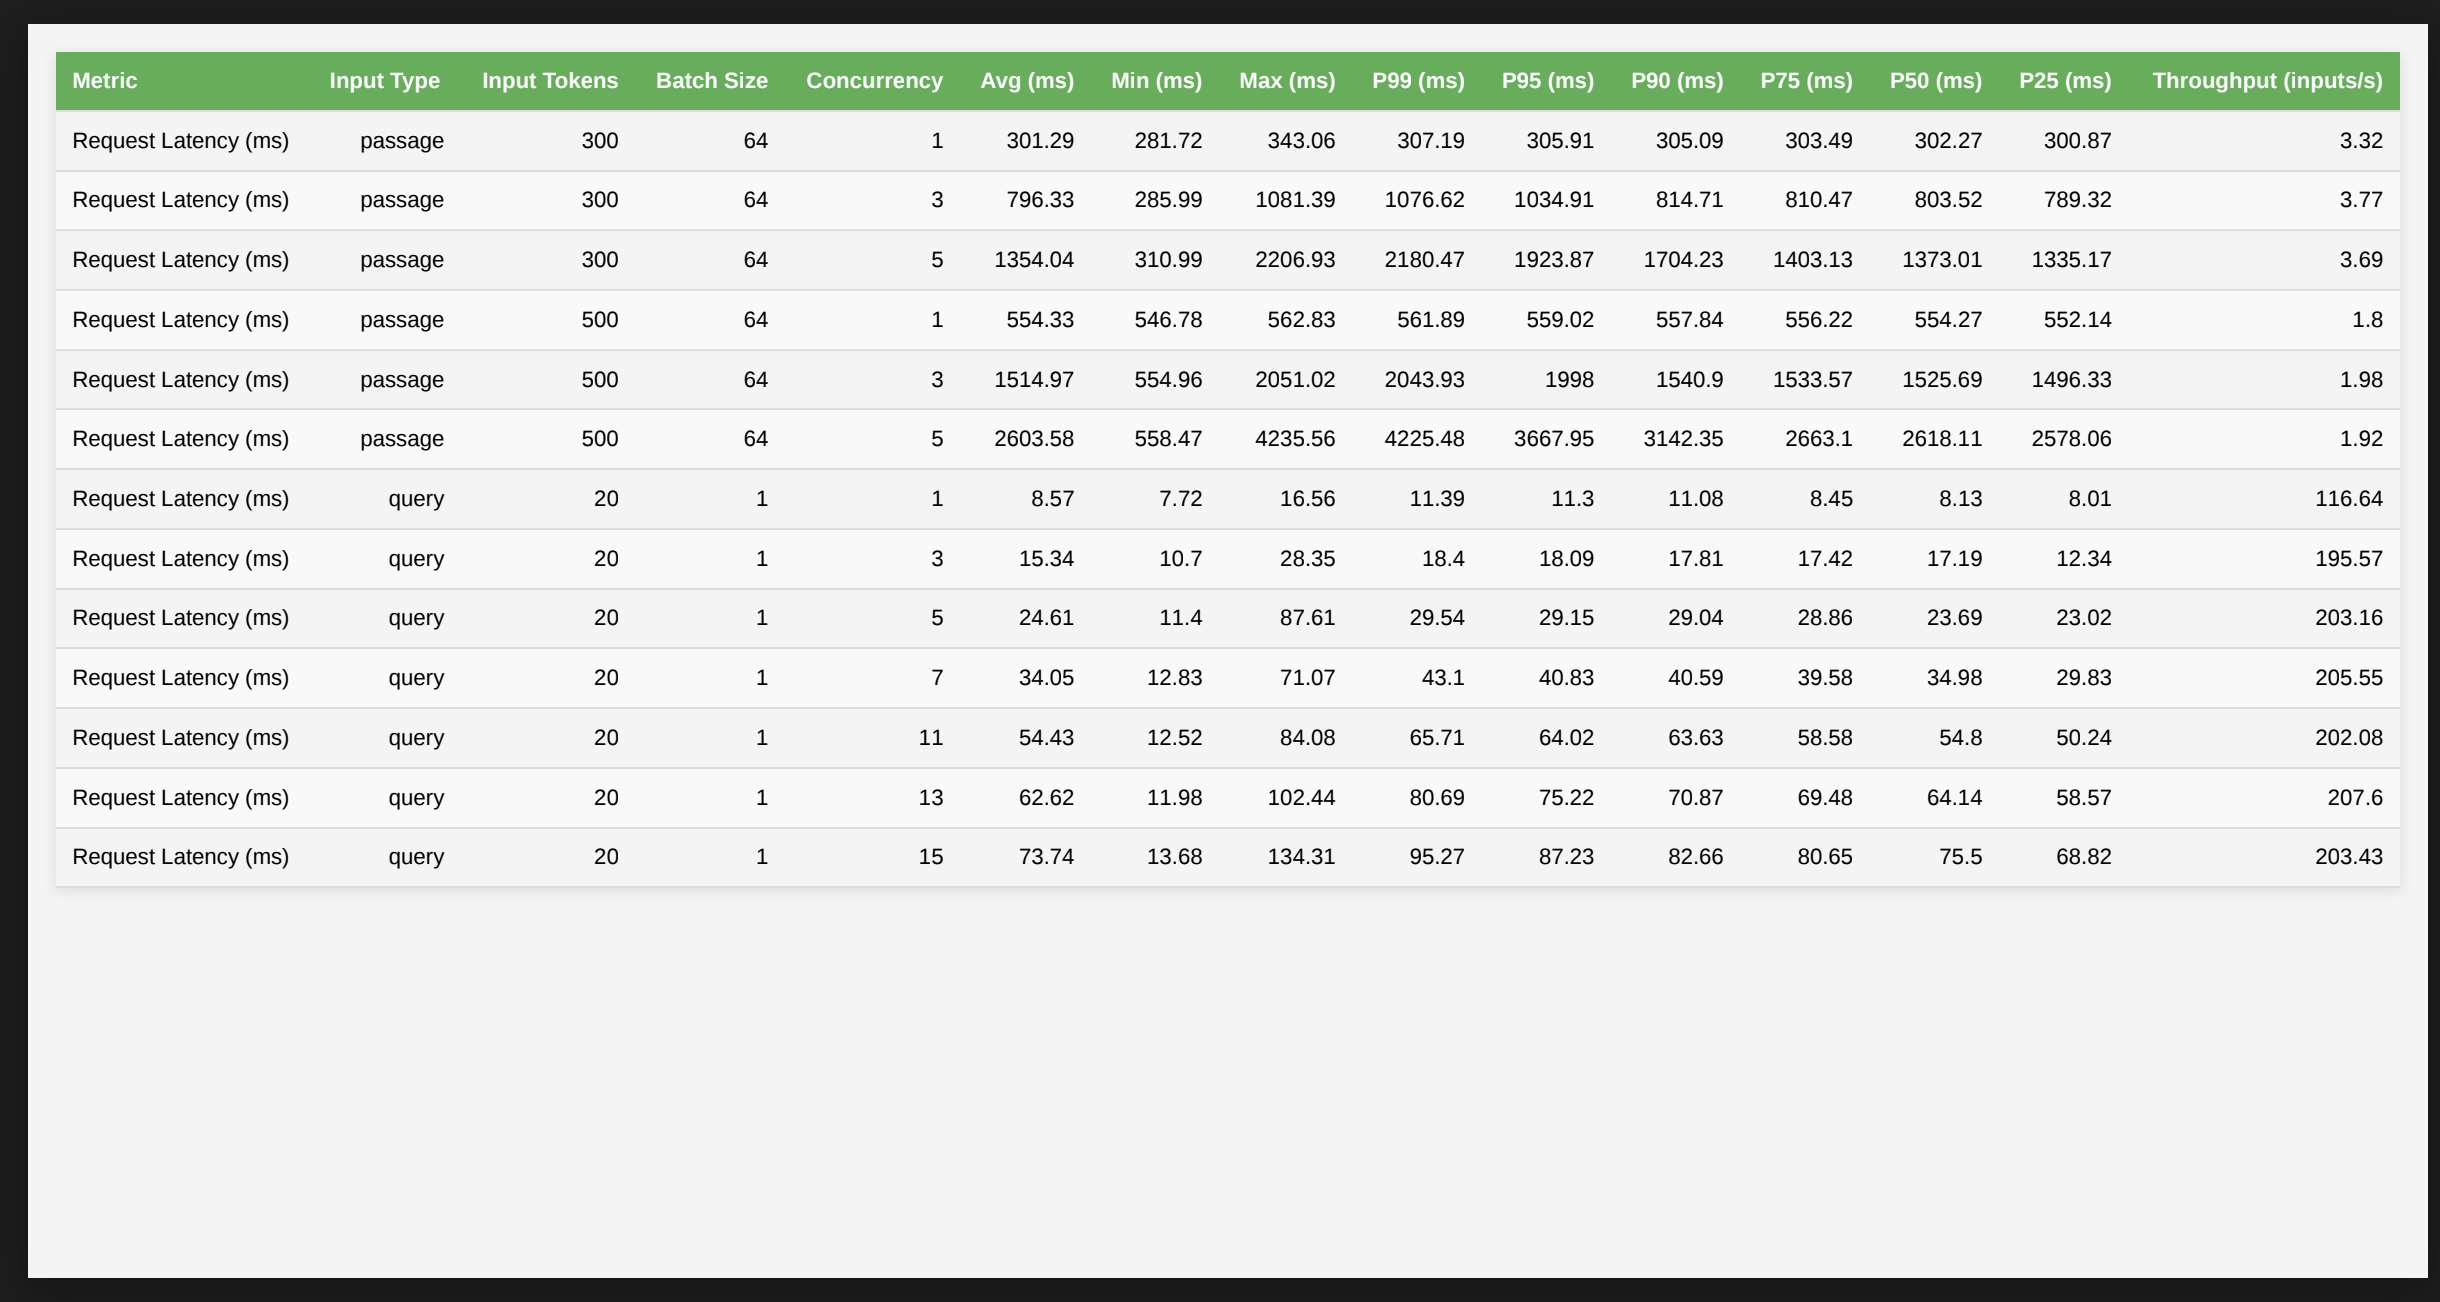 Metric Input Type Input Tokens Batch Size Concurrency Avg (ms) Min (ms) Max (ms) P99 (ms) P95 (ms) P90 (ms) P75 (ms) P50 (ms) P25 (ms) Throughput (inputs/s)
Request Latency (ms) passage 300 64 1 301.29 281.72 343.06 307.19 305.91 305.09 303.49 302.27 300.87 3.32
Request Latency (ms) passage 300 64 3 796.33 285.99 1081.39 1076.62 1034.91 814.71 810.47 803.52 789.32 3.77
Request Latency (ms) passage 300 64 5 1354.04 310.99 2206.93 2180.47 1923.87 1704.23 1403.13 1373.01 1335.17 3.69
Request Latency (ms) passage 500 64 1 554.33 546.78 562.83 561.89 559.02 557.84 556.22 554.27 552.14 1.8
Request Latency (ms) passage 500 64 3 1514.97 554.96 2051.02 2043.93 1998 1540.9 1533.57 1525.69 1496.33 1.98
Request Latency (ms) passage 500 64 5 2603.58 558.47 4235.56 4225.48 3667.95 3142.35 2663.1 2618.11 2578.06 1.92
Request Latency (ms) query 20 1 1 8.57 7.72 16.56 11.39 11.3 11.08 8.45 8.13 8.01 116.64
Request Latency (ms) query 20 1 3 15.34 10.7 28.35 18.4 18.09 17.81 17.42 17.19 12.34 195.57
Request Latency (ms) query 20 1 5 24.61 11.4 87.61 29.54 29.15 29.04 28.86 23.69 23.02 203.16
Request Latency (ms) query 20 1 7 34.05 12.83 71.07 43.1 40.83 40.59 39.58 34.98 29.83 205.55
Request Latency (ms) query 20 1 11 54.43 12.52 84.08 65.71 64.02 63.63 58.58 54.8 50.24 202.08
Request Latency (ms) query 20 1 13 62.62 11.98 102.44 80.69 75.22 70.87 69.48 64.14 58.57 207.6
Request Latency (ms) query 20 1 15 73.74 13.68 134.31 95.27 87.23 82.66 80.65 75.5 68.82 203.43